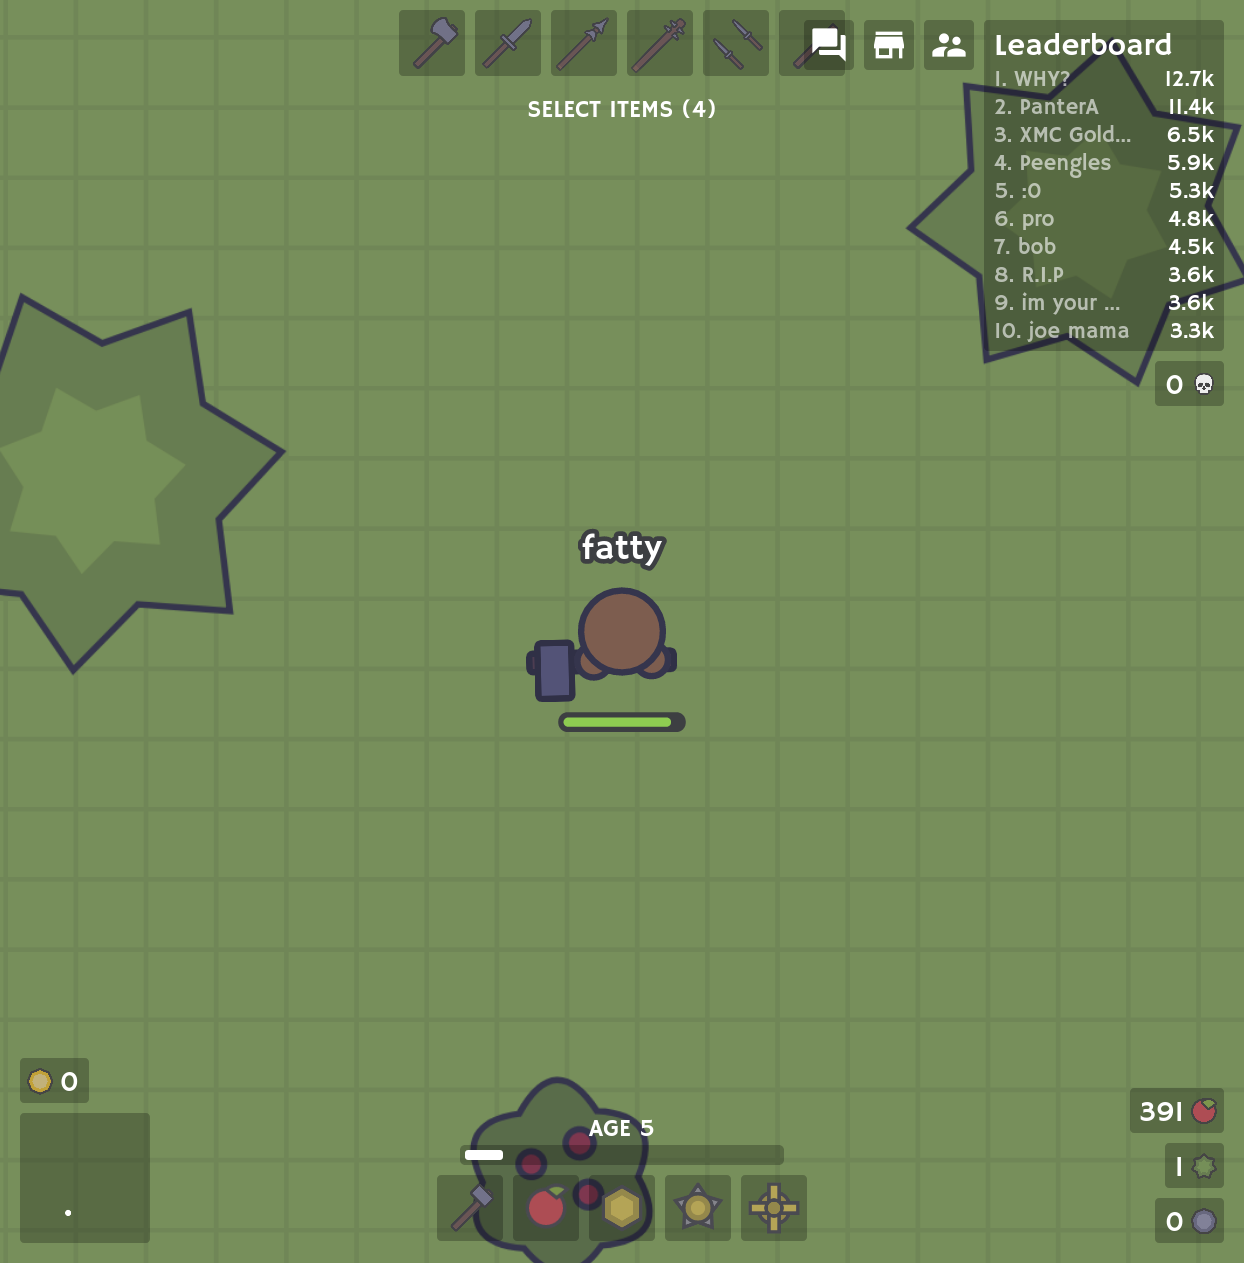 SELECT ITEMS (4)
Leaderboard
1. WHY? 12.7k
2. PanterA 11.4k
3. XMC Gold... 6.5k
4. Peengles 5.9k
5. :0 5.3k
6. pro 4.8k
7. bob 4.5k
8. R.I.P 3.6k
9. im your ... 3.6k
10. joe mama 3.3k
0
fatty
0
AGE 5
391
1
0